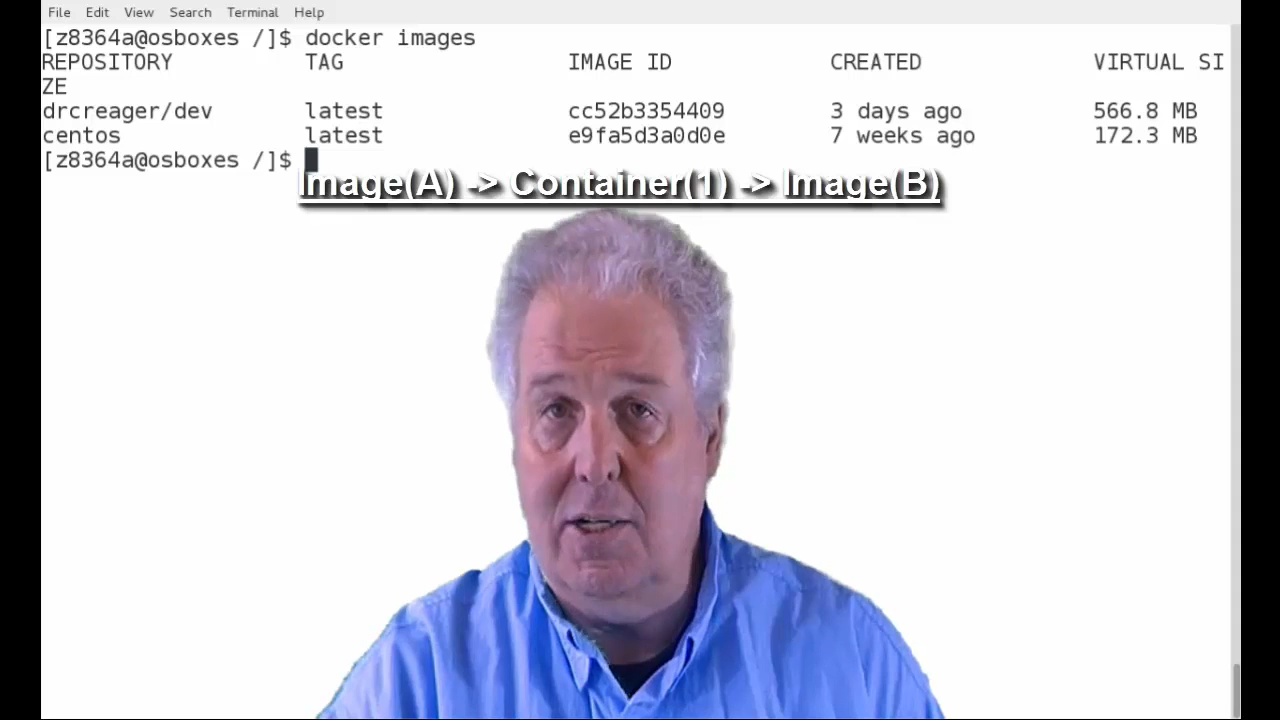 File Edit View Search Terminal Help
[z8364a@osboxes /]$ docker images
REPOSITORY TAG IMAGE ID CREATED VIRTUAL SI
ZE
drcreager/dev latest cc52b3354409 3 days ago 566.8 MB
centos latest e9fa5d3a0d0e 7 weeks ago 172.3 MB
[z8364a@osboxes /]$
Image(A) -> Container(1) -> Image(B)